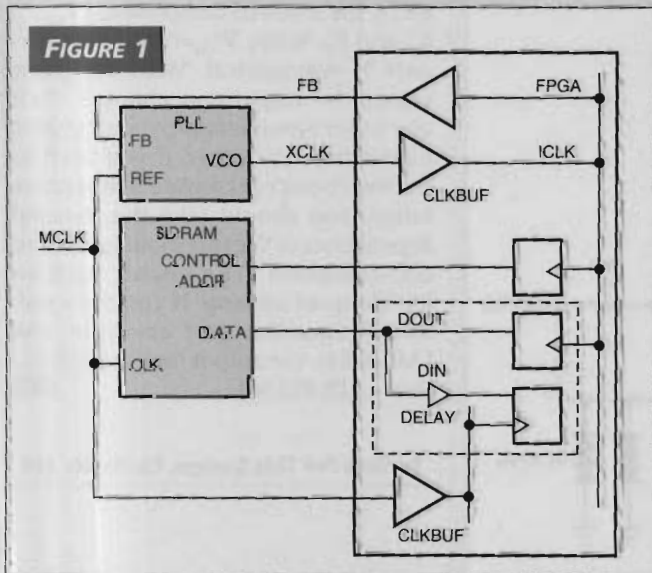 FIGURE 1
FB
FPGA
PLL
FB
VCO
XCLK
ICLK
REF
CLKBUF
MCLK
SDRAM
CONTROL
ADDR
DATA
DOUT
CLK
DIN
DELAY
CLKBUF